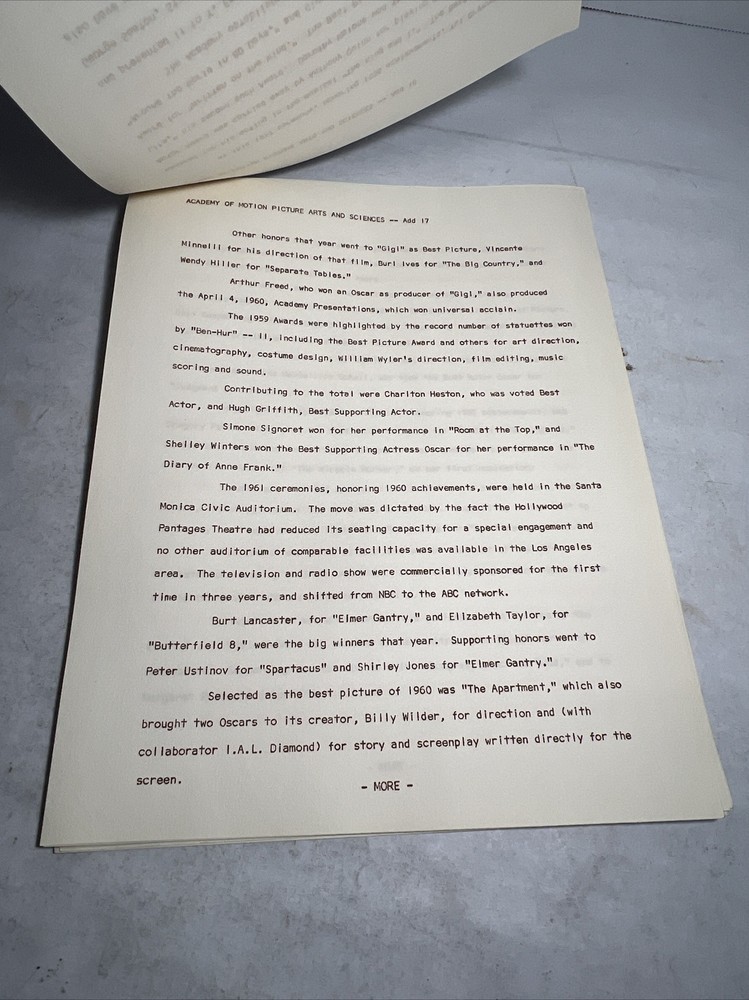 ACADEMY OF MOTION PICTURE ARTS AND SCIENCES -- Add 17
Other honors that year went to "Gigi" as Best Picture, Vincente
Minnelli for his direction of that film, Burl Ives for "The Big Country," and
Wendy Hiller for "Separate Tables."
Arthur Freed, who won an Oscar as producer of "Gigi," also produced
the April 4, 1960, Academy Presentations, which won universal acclaim.
The 1959 Awards were highlighted by the record number of statuettes won
by "Ben-Hur" -- 11, including the Best Picture Award and others for art direction,
cinematography, costume design, William Wyler's direction, film editing, music
scoring and sound.
Contributing to the total were Charlton Heston, who was voted Best
Actor, and Hugh Griffith, Best Supporting Actor.
Simone Signoret won for her performance in "Room at the Top," and
Shelley Winters won the Best Supporting Actress Oscar for her performance in "The
Diary of Anne Frank."
The 1961 ceremonies, honoring 1960 achievements, were held in the Santa
Monica Civic Auditorium. The move was dictated by the fact the Hollywood
Pantages Theatre had reduced its seating capacity for a special engagement and
no other auditorium of comparable facilities was available in the Los Angeles
area. The television and radio show were commercially sponsored for the first
time in three years, and shifted from NBC to the ABC network.
Burt Lancaster, for "Elmer Gantry," and Elizabeth Taylor, for
"Butterfield 8," were the big winners that year. Supporting honors went to
Peter Ustinov for "Spartacus" and Shirley Jones for "Elmer Gantry."
Selected as the best picture of 1960 was "The Apartment," which also
brought two Oscars to its creator, Billy Wilder, for direction and (with
collaborator I.A.L. Diamond) for story and screenplay written directly for the
screen.
- MORE -